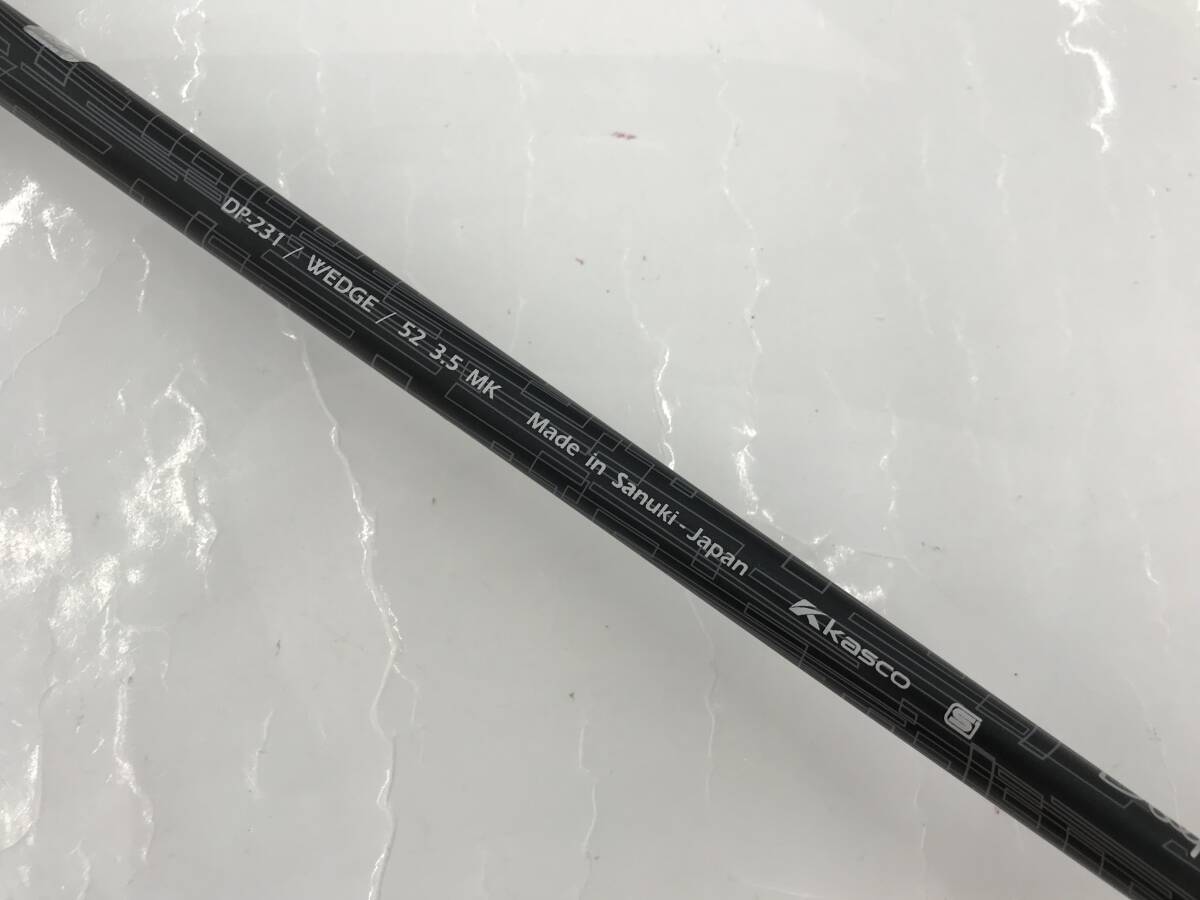 DP-231 / WEDGE / 52 3.5 MK Made in Sanuki-Japan Kasco S